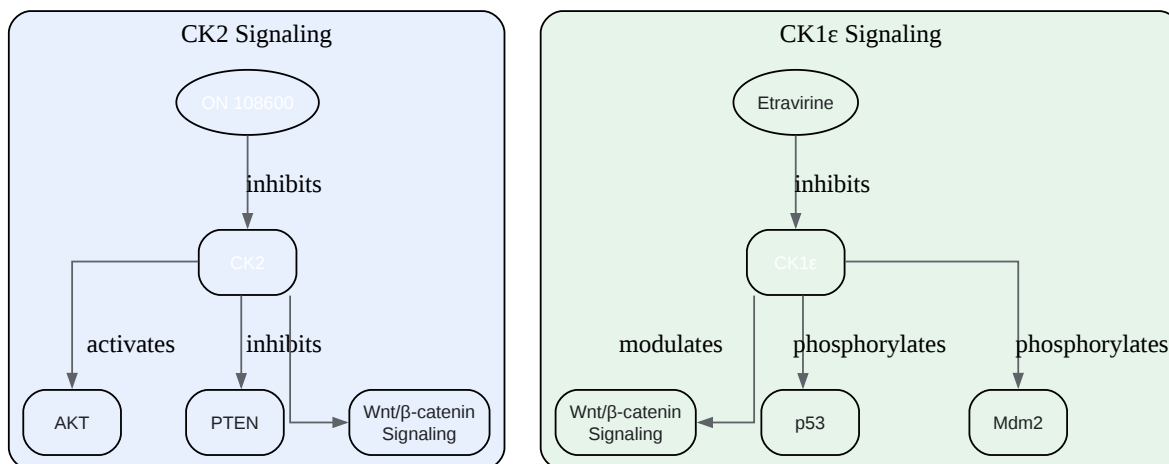 CK2 Signaling
ON 108600
inhibits
CK2
activates
inhibits
AKT
PTEN
Wnt/β-catenin
Signaling
CK1ε Signaling
Etravirine
inhibits
CK1ε
modulates
phosphorylates
phosphorylates
Wnt/β-catenin
Signaling
p53
Mdm2